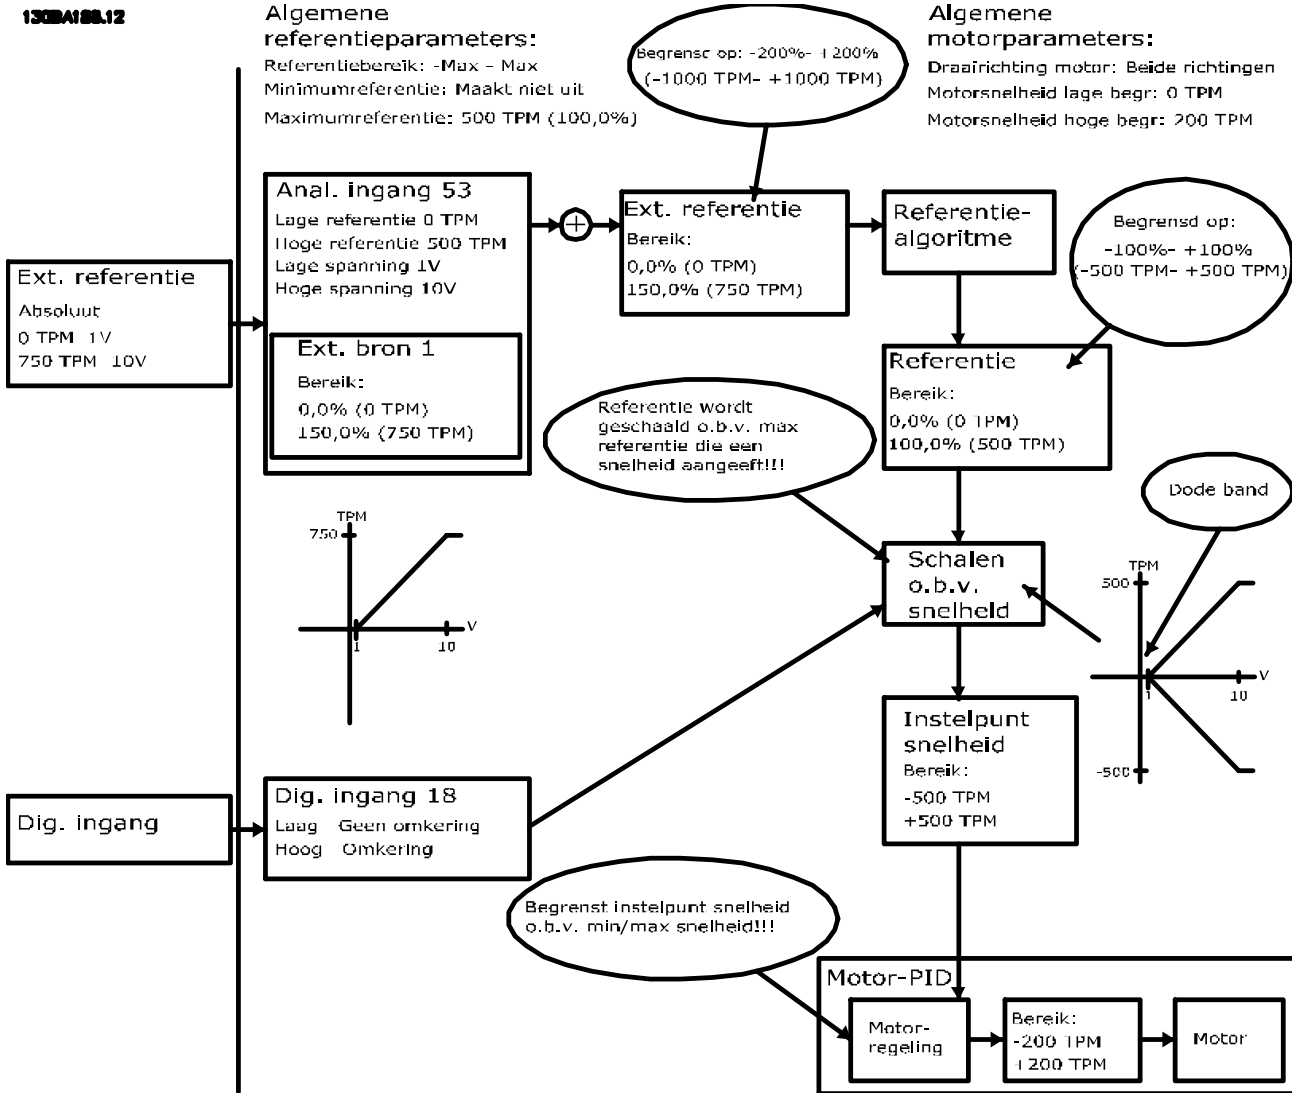 130BA188.12
Algemene
referentieparameters:
Referentiebereik: -Max - Max
Minimumreferentie: Maakt niet uit
Maximumreferentie: 500 TPM (100,0%)
Begrensc op: -200%- +200%
(-1000 TPM- +1000 TPM)
Algemene
motorparameters:
Draairichting motor: Beide richtingen
Motorsnelheid lage begr: 0 TPM
Motorsnelheid hoge begr: 200 TPM
Ext. referentie
Absoluut
0 TPM 1V
750 TPM 10V
Anal. ingang 53
Lage referentie 0 TPM
Hoge referentie 500 TPM
Lage spanning 1V
Hoge spanning 10V
Ext. bron 1
Bereik:
0,0% (0 TPM)
150,0% (750 TPM)
+
Ext. referentie
Bereik:
0,0% (0 TPM)
150,0% (750 TPM)
Referentie-
algoritme
Begrensd op:
-100%- +100%
(-500 TPM- +500 TPM)
Referentie
Bereik:
0,0% (0 TPM)
100,0% (500 TPM)
Referentie wordt
geschaald o.b.v. max
referentie die een
snelheid aangeeft!!!
Dode band
TPM
750
V
1
10
Schalen
o.b.v.
snelheid
TPM
500
V
1
10
-500
Instelpunt
snelheid
Bereik:
-500 TPM
+500 TPM
Dig. ingang
Dig. ingang 18
Laag Geen omkering
Hoog Omkering
Begrenst instelpunt snelheid
o.b.v. min/max snelheid!!!
Motor-PID
Motor-
regeling
Bereik:
-200 TPM
+200 TPM
Motor